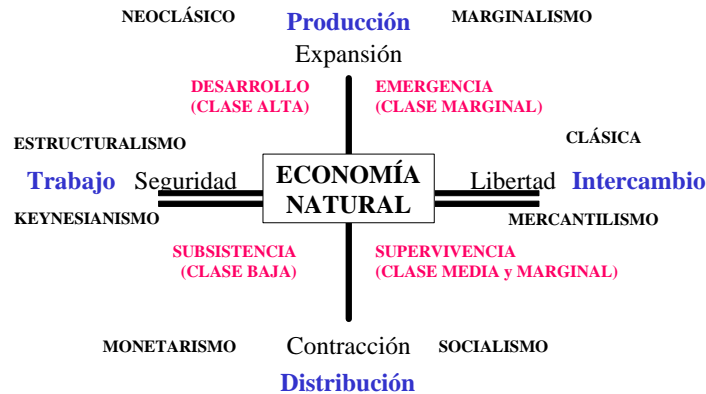 NEOCLÁSICO Producción MARGINALISMO
Expansión
DESARROLLO EMERGENCIA
(CLASE ALTA) (CLASE MARGINAL)
ESTRUCTURALISMO CLÁSICA
Trabajo Seguridad ECONOMÍA Libertad Intercambio
NATURAL
KEYNESIANISMO MERCANTILISMO
SUBSISTENCIA SUPERVIVENCIA
(CLASE BAJA) (CLASE MEDIA y MARGINAL)
MONETARISMO Contracción SOCIALISMO
Distribución